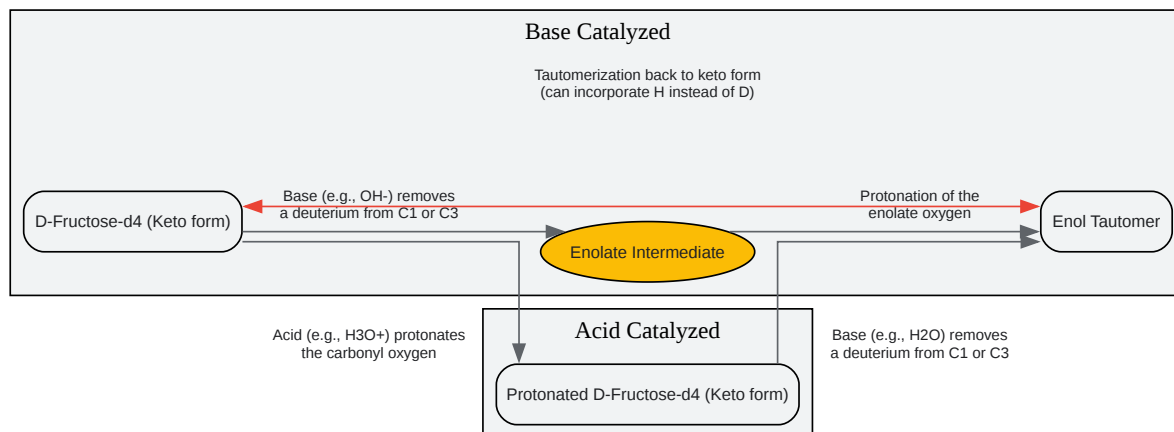 Base Catalyzed
Tautomerization back to keto form
(can incorporate H instead of D)
Base (e.g., OH-) removes
a deuterium from C1 or C3
Protonation of the
enolate oxygen
D-Fructose-d4 (Keto form)
Enol Tautomer
Enolate Intermediate
Acid Catalyzed
Acid (e.g., H3O+) protonates
the carbonyl oxygen
Base (e.g., H2O) removes
a deuterium from C1 or C3
Protonated D-Fructose-d4 (Keto form)